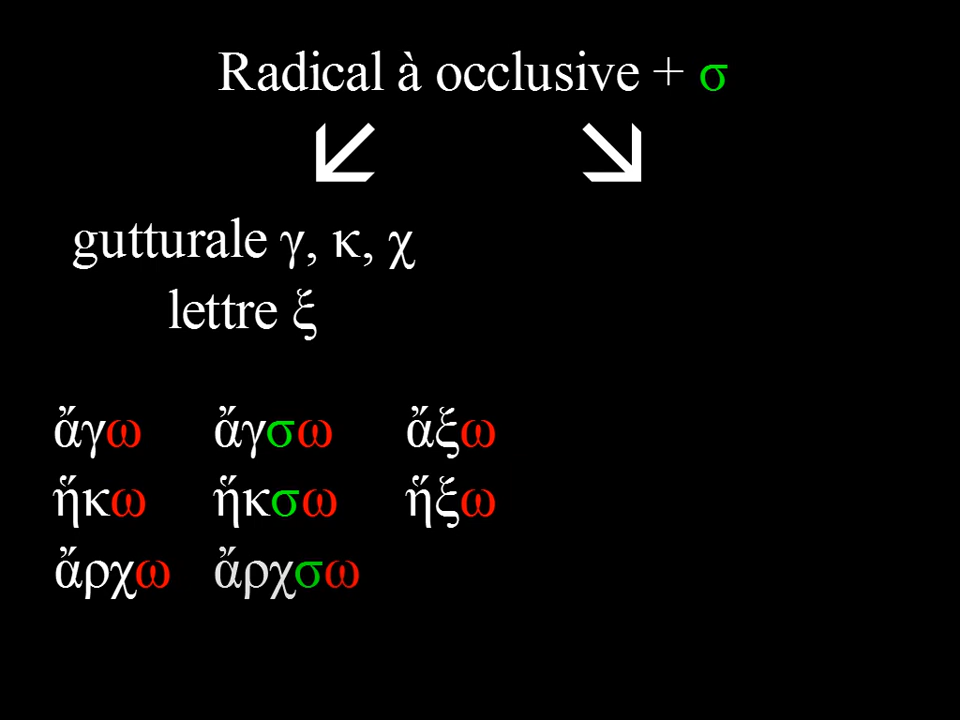 Radical à occlusive + σ
gutturale γ, κ, χ
lettre ξ
ἄγω ἄγσω ἄξω
ἥκω ἥκσω ἥξω
ἄρχω ἄρχσω